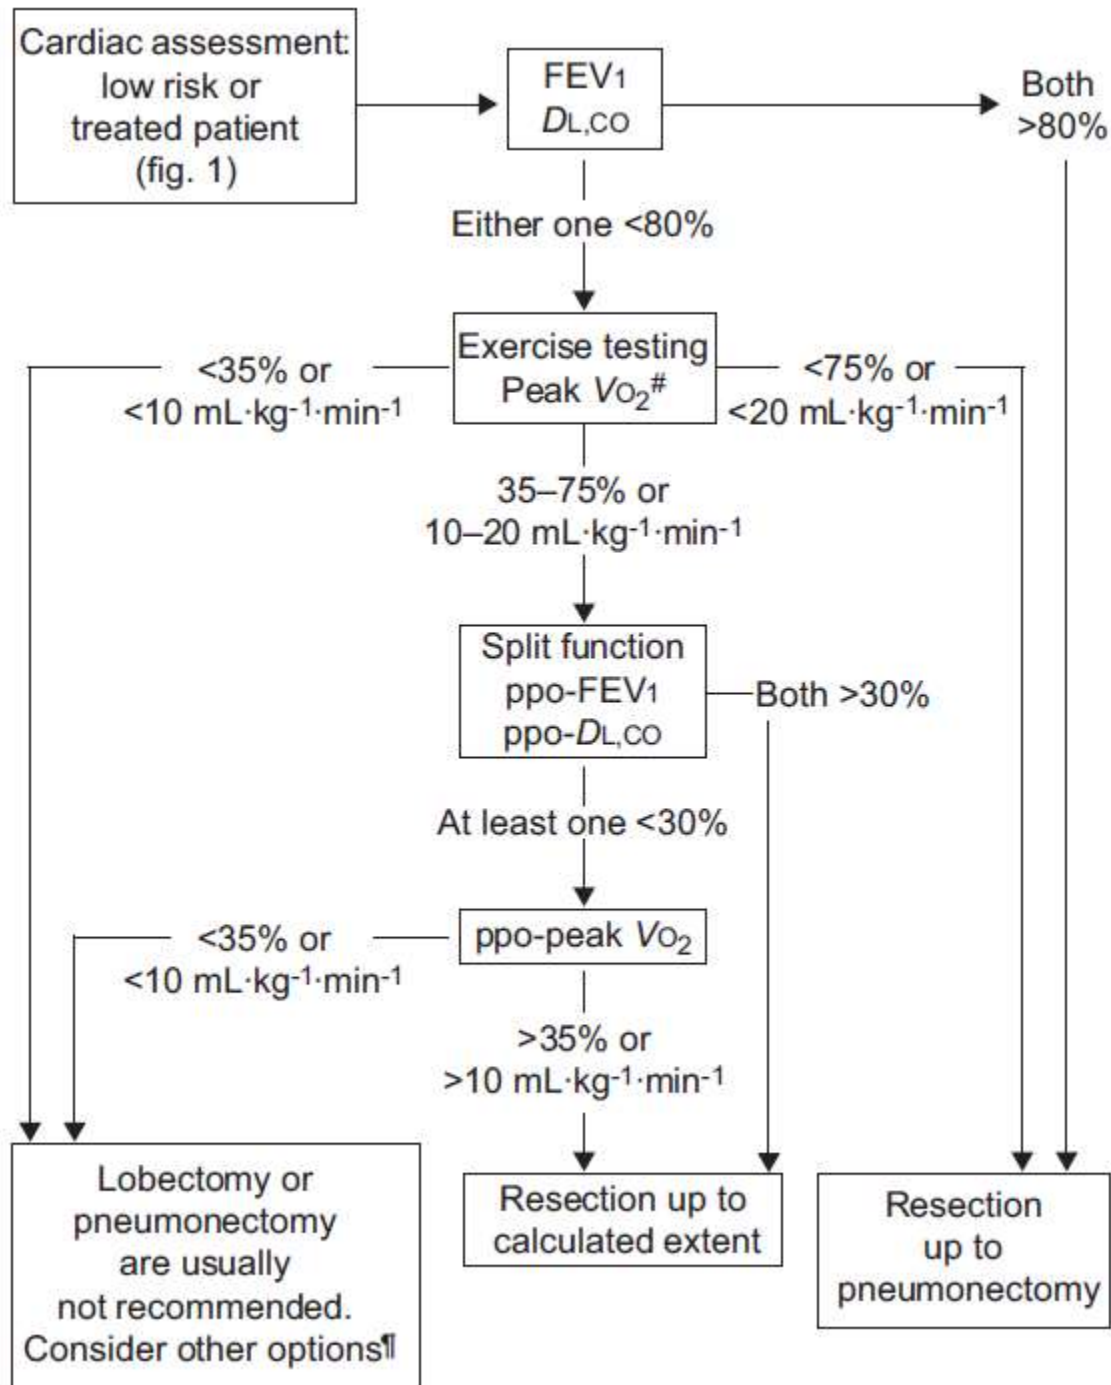 Cardiac assessment:
low risk or
treated patient
(fig. 1)
FEV1
DL,CO
Both
>80%
Either one <80%
Exercise testing
Peak VO2#
<35% or
<10 mL·kg-1·min-1
<75% or
<20 mL·kg-1·min-1
35–75% or
10–20 mL·kg-1·min-1
Split function
ppo-FEV1
ppo-DL,CO
Both >30%
At least one <30%
ppo-peak VO2
<35% or
<10 mL·kg-1·min-1
>35% or
>10 mL·kg-1·min-1
Lobectomy or
pneumonectomy
are usually
not recommended.
Consider other options¶
Resection up to
calculated extent
Resection
up to
pneumonectomy